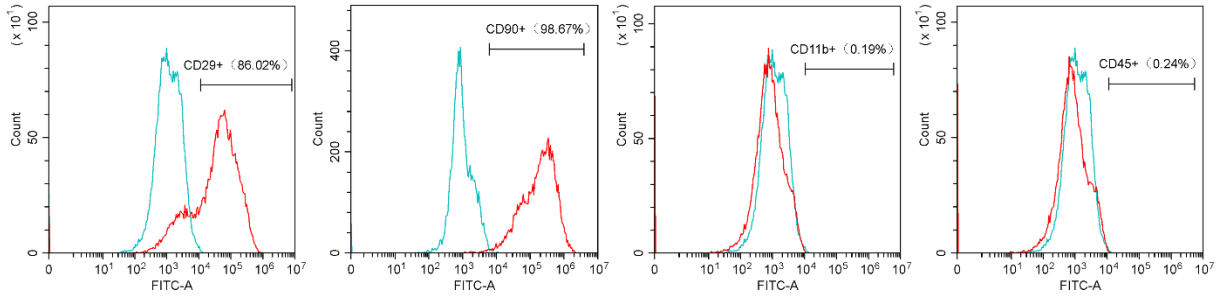 (x 10¹)
100
50
0
Count
CD29+（86.02%）
0 10¹ 10² 10³ 10⁴ 10⁵ 10⁶ 10⁷
FITC-A
400
200
0
Count
CD90+（98.67%）
0 10¹ 10² 10³ 10⁴ 10⁵ 10⁶ 10⁷
FITC-A
(x 10¹)
100
50
0
Count
CD11b+（0.19%）
0 10¹ 10² 10³ 10⁴ 10⁵ 10⁶ 10⁷
FITC-A
(x 10¹)
100
50
0
Count
CD45+（0.24%）
0 10¹ 10² 10³ 10⁴ 10⁵ 10⁶ 10⁷
FITC-A